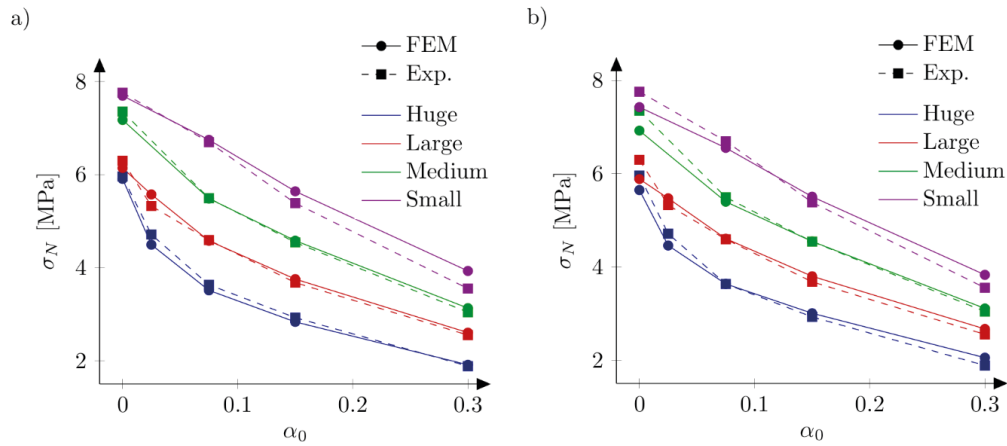 a)
FEM
Exp.
Huge
Large
Medium
Small
8
6
4
2
σ_N [MPa]
0
0.1
0.2
0.3
α_0
b)
FEM
Exp.
Huge
Large
Medium
Small
8
6
4
2
σ_N [MPa]
0
0.1
0.2
0.3
α_0